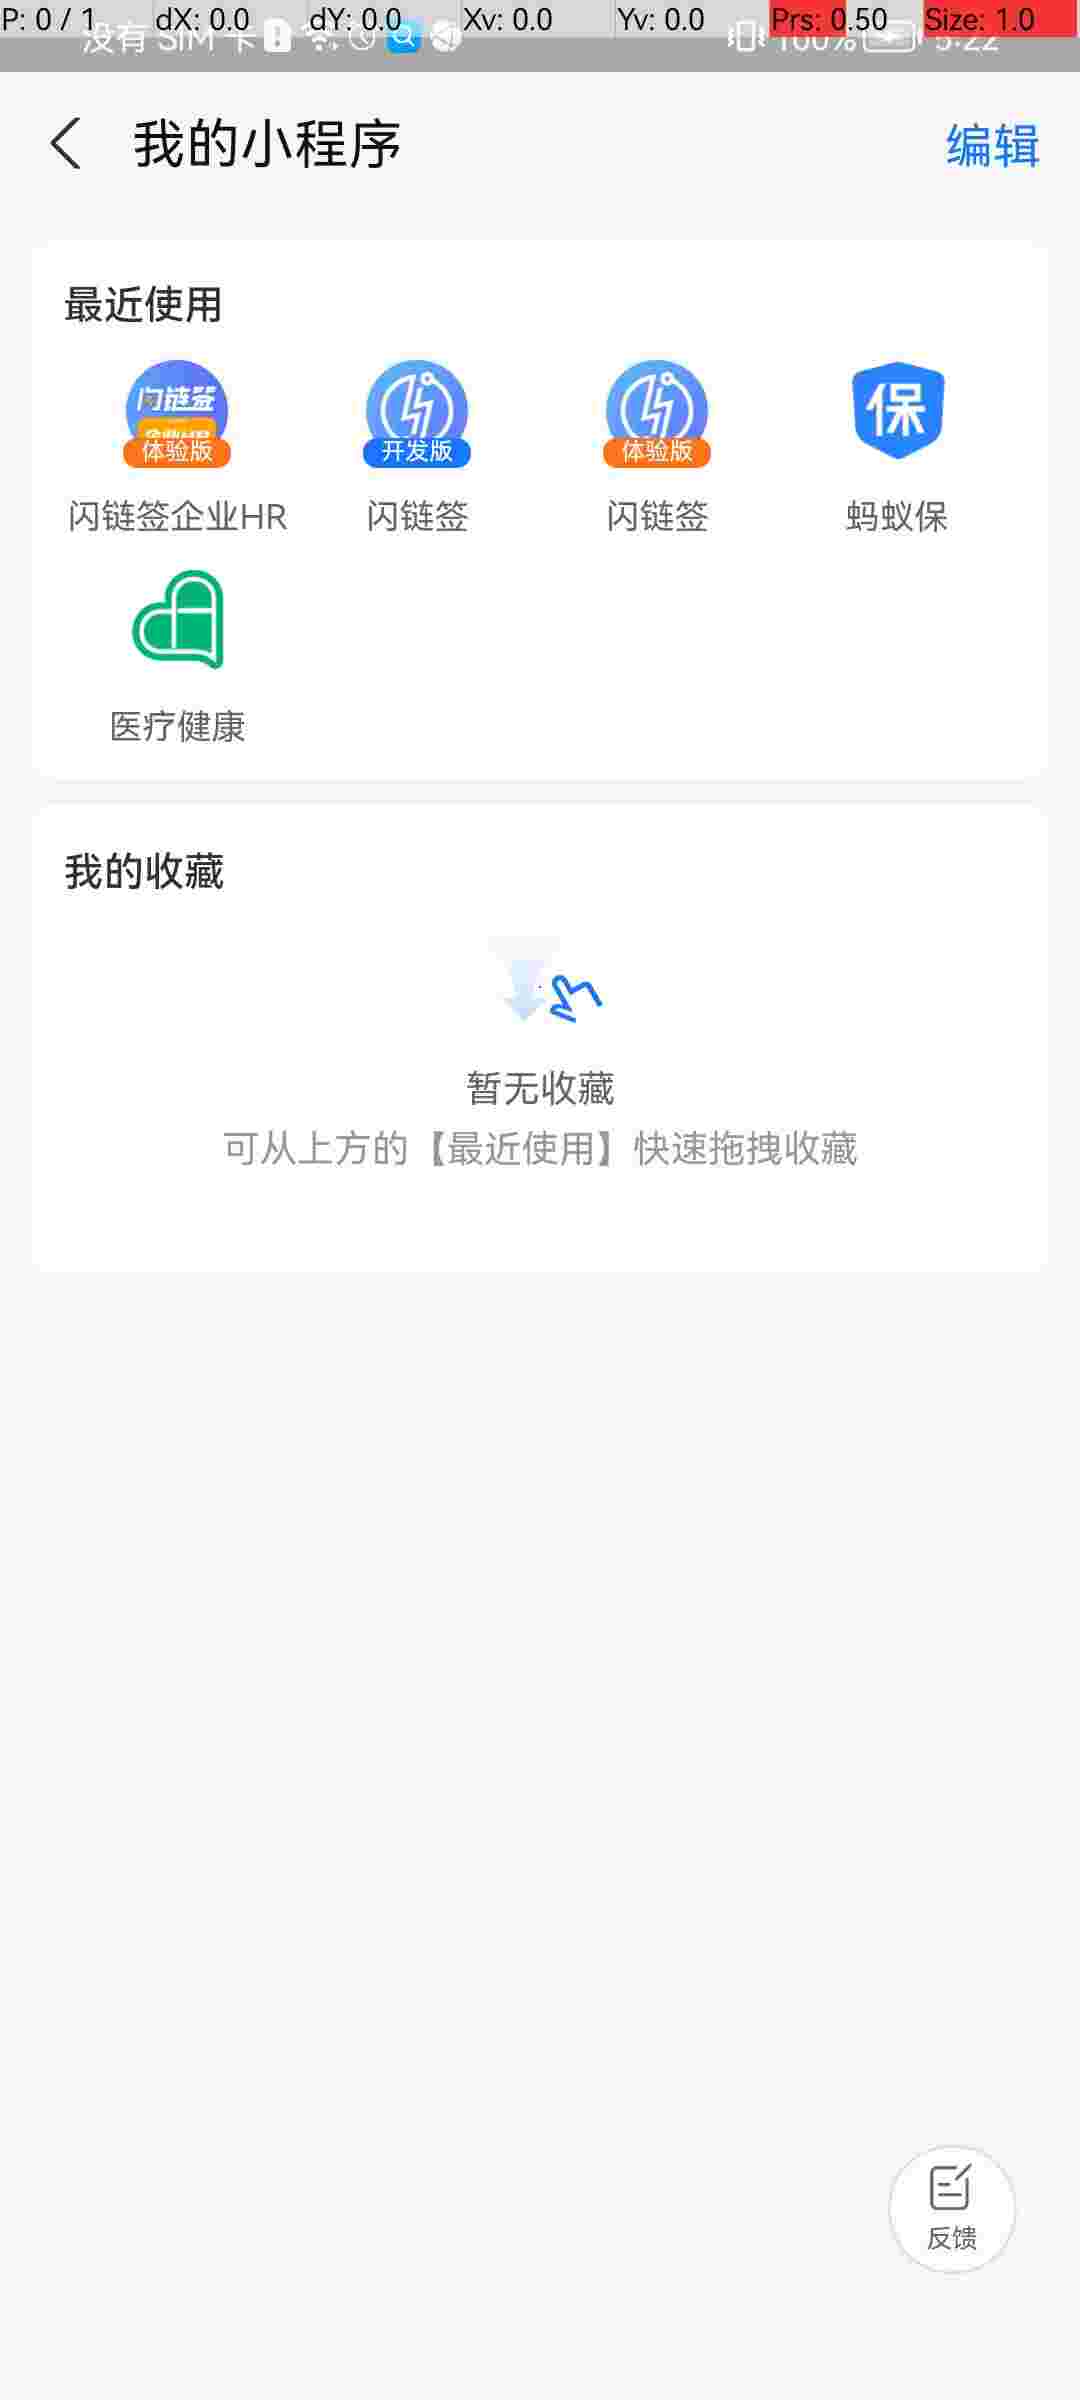 P: 0 / 1 dX: 0.0 dY: 0.0 Xv: 0.0 Yv: 0.0 Prs: 0.50 Size: 1.0
没有 SIM 卡 100% 5:22
我的小程序 编辑
最近使用
闪链签
体验版 开发版 体验版 保
闪链签企业HR 闪链签 闪链签 蚂蚁保
医疗健康
我的收藏
暂无收藏
可从上方的【最近使用】快速拖拽收藏
反馈